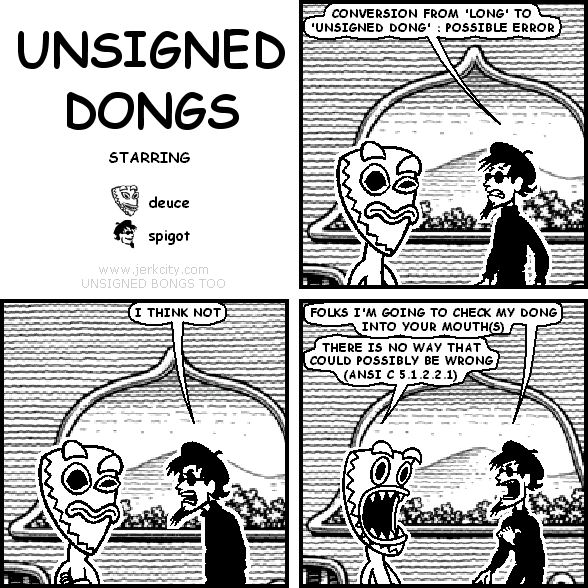 UNSIGNED
DONGS
STARRING
deuce
spigot
www.jerkcity.com
UNSIGNED BONGS TOO
CONVERSION FROM 'LONG' TO
'UNSIGNED DONG' : POSSIBLE ERROR
I THINK NOT
FOLKS I'M GOING TO CHECK MY DONG
INTO YOUR MOUTH(S)
THERE IS NO WAY THAT
COULD POSSIBLY BE WRONG
(ANSI C 5.1.2.2.1)